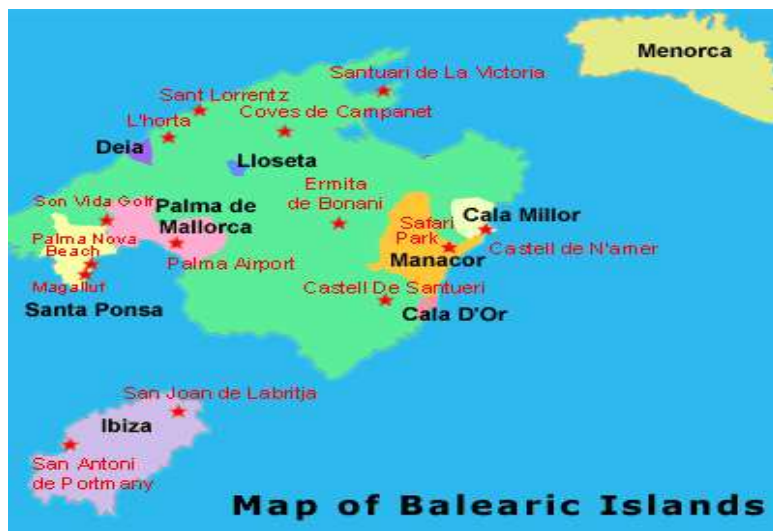 Menorca
Santuari de La Victoria
Sant Lorrentz
Coves de Campanet
L'horta
Deia
Lloseta
Ermita
de Bonani
Son Vida Golf
Palma de
Mallorca
Cala Millor
Safari
Park
Palma Nova
Beach
Castell de N'amer
Manacor
Palma Airport
Magalluf
Castell De Santueri
Santa Ponsa
Cala D'Or
San Joan de Labritja
Ibiza
San Antoni
de Portmany
Map of Balearic Islands